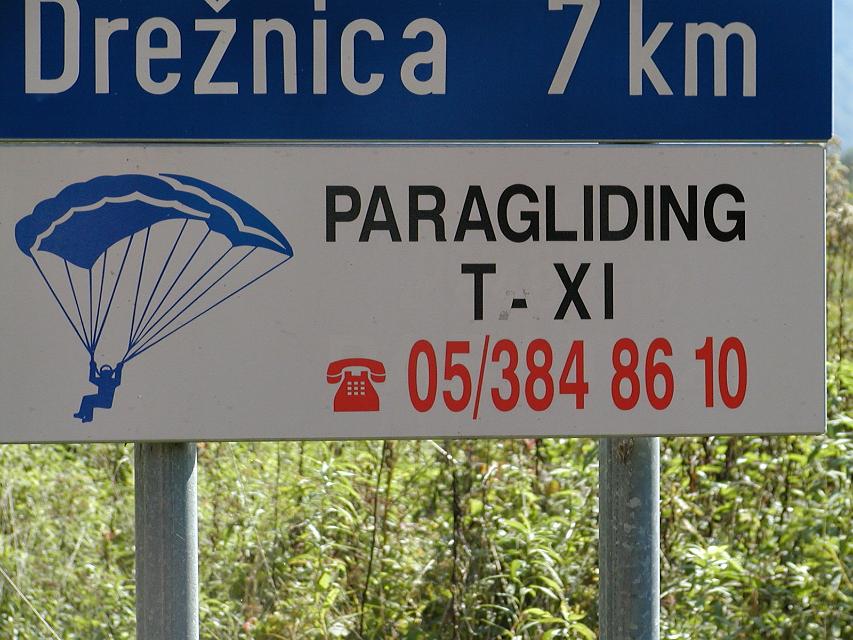 Drežnica 7 km
PARAGLIDING
T - XI
05/384 86 10